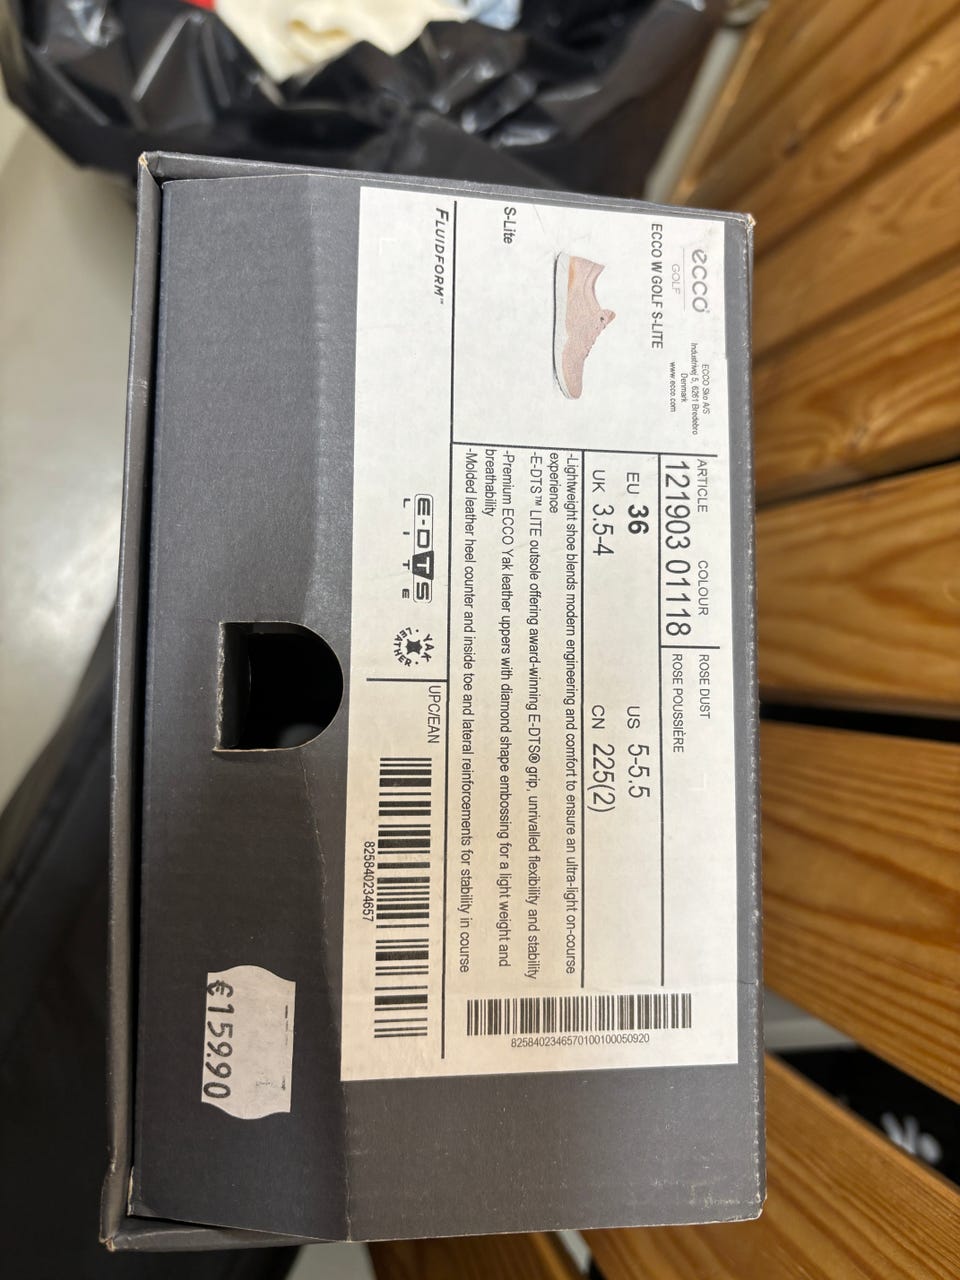 ecco®
GOLF
ECCO Sko A/S
Industrivej 5, 6261 Bredebro
Denmark
www.ecco.com
ECCO W GOLF S-LITE
ARTICLE COLOUR
121903 01118
ROSE DUST
ROSE POUSSIÈRE
EU 36 US 5-5.5
UK 3.5-4 CN 225(2)
S-Lite
-Lightweight shoe blends modern engineering and comfort to ensure an ultra-light on-course
experience
-E-DTS™ LITE outsole offering award-winning E-DTS® grip, unrivalled flexibility and stability
-Premium ECCO Yak leather uppers with diamond shape embossing for a light weight and
breathability
-Molded leather heel counter and inside toe and lateral reinforcements for stability in course
825840234657010010005​0920
FLUIDFORM™
E-DTS
LITE
YAK LEATHER
UPC/EAN
825840234657
€159.90